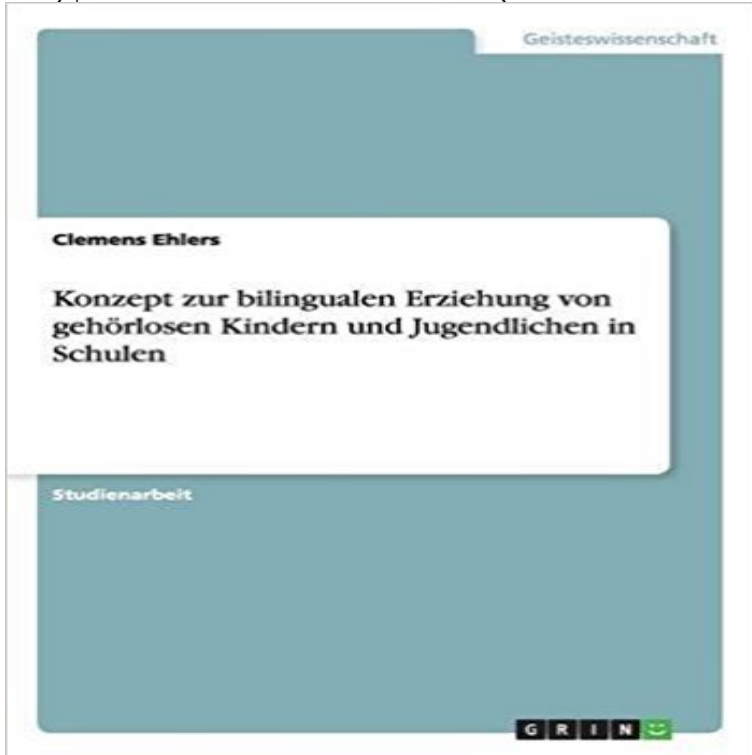 Geisteswissenschaft
Clemens Ehlers
Konzept zur bilingualen Erziehung von
gehörlosen Kindern und Jugendlichen in
Schulen
Studienarbeit
GRIN